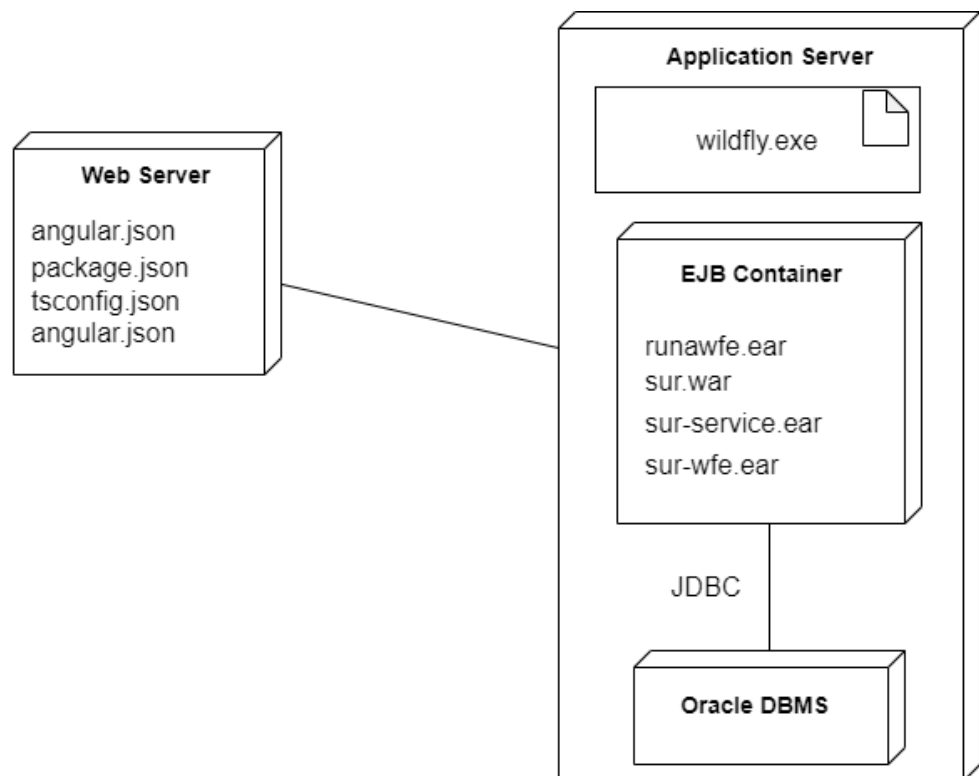 Web Server
angular.json
package.json
tsconfig.json
angular.json
Application Server
wildfly.exe
EJB Container
runawfe.ear
sur.war
sur-service.ear
sur-wfe.ear
JDBC
Oracle DBMS